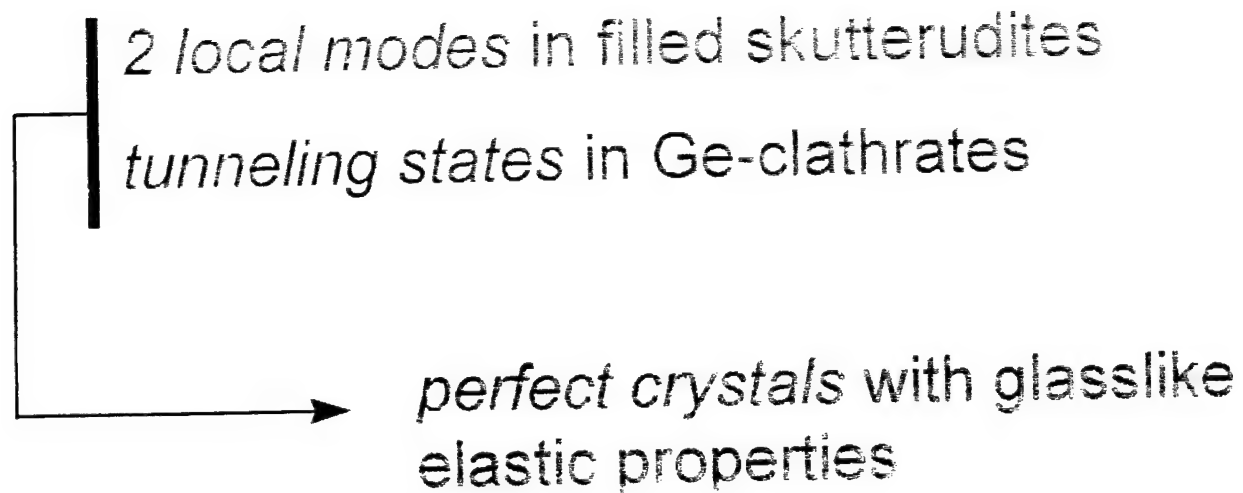 2 local modes in filled skutterudites
tunneling states in Ge-clathrates
perfect crystals with glasslike
elastic properties